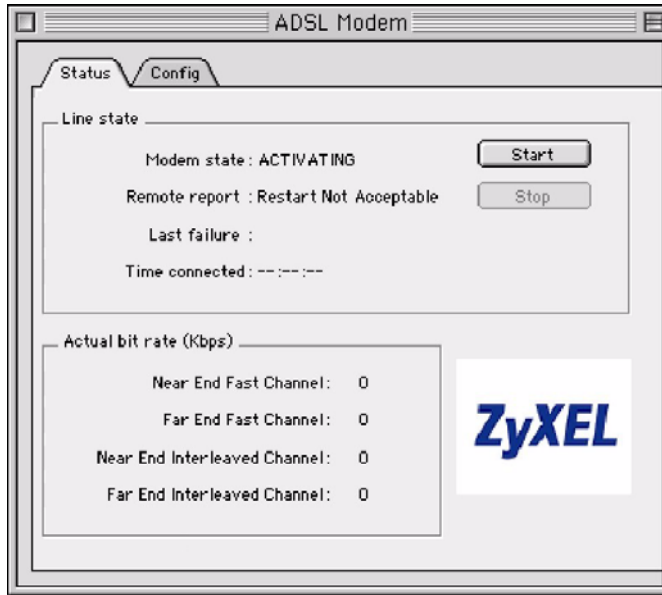 ADSL Modem
Status Config
Line state
Modem state : ACTIVATING Start
Remote report : Restart Not Acceptable Stop
Last failure :
Time connected : --:--:--
Actual bit rate (Kbps)
Near End Fast Channel: 0
Far End Fast Channel: 0
Near End Interleaved Channel: 0
Far End Interleaved Channel: 0
ZyXEL